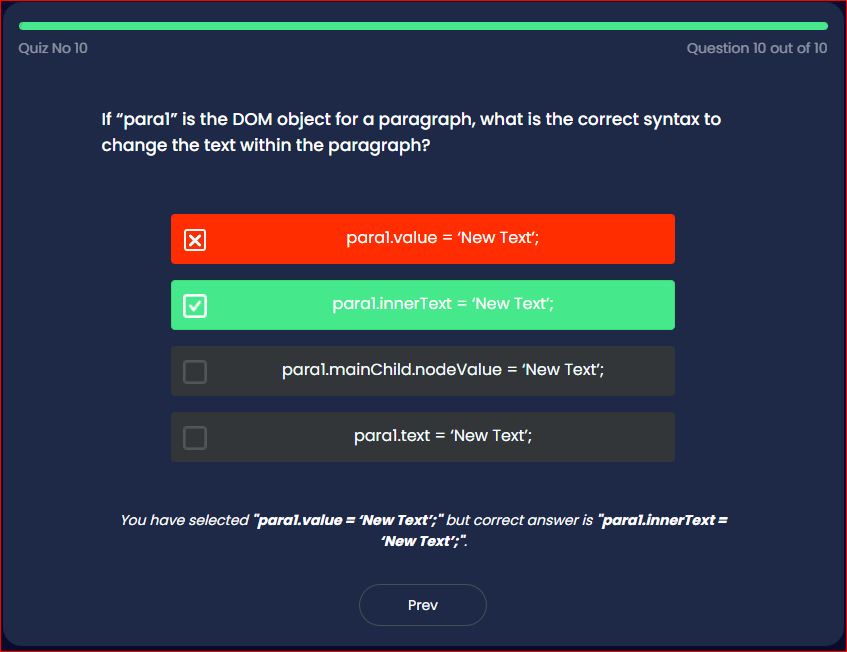 Quiz No 10
Question 10 out of 10
If “para1” is the DOM object for a paragraph, what is the correct syntax to
change the text within the paragraph?
para1.value = ‘New Text’;
para1.innerText = ‘New Text’;
para1.mainChild.nodeValue = ‘New Text’;
para1.text = ‘New Text’;
You have selected "para1.value = ‘New Text’;" but correct answer is "para1.innerText =
‘New Text’;".
Prev